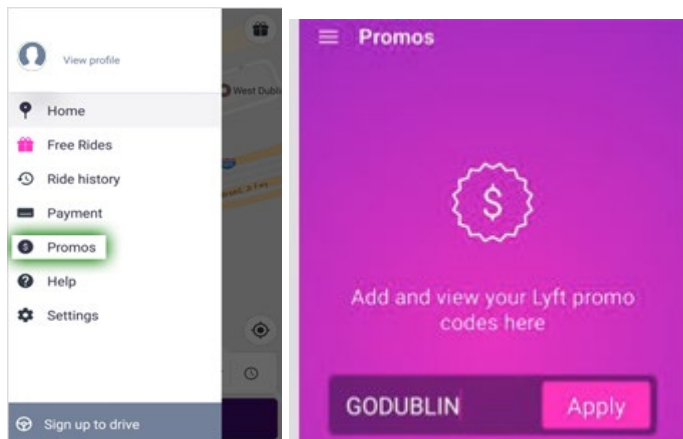 View profile
West Dubli
Home
Free Rides
Ride history
Payment
Promos
Help
Settings
Sign up to drive
Promos
$
Add and view your Lyft promo
codes here
GODUBLIN
Apply